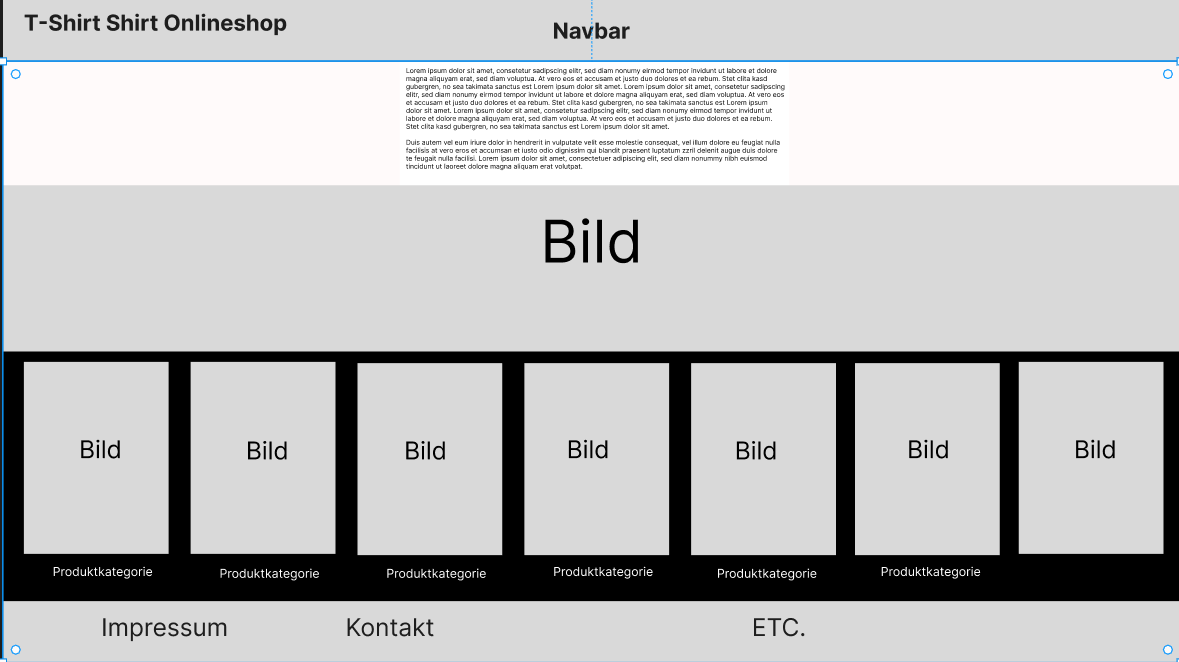 T-Shirt Shirt Onlineshop
Navbar
Lorem ipsum dolor sit amet, consetetur sadipscing elitr, sed diam nonumy eirmod tempor invidunt ut labore et dolore
magna aliquyam erat, sed diam voluptua. At vero eos et accusam et justo duo dolores et ea rebum. Stet clita kasd
gubergren, no sea takimata sanctus est Lorem ipsum dolor sit amet. Lorem ipsum dolor sit amet, consetetur sadipscing
elitr, sed diam nonumy eirmod tempor invidunt ut labore et dolore magna aliquyam erat, sed diam voluptua. At vero eos
et accusam et justo duo dolores et ea rebum. Stet clita kasd gubergren, no sea takimata sanctus est Lorem ipsum
dolor sit amet. Lorem ipsum dolor sit amet, consetetur sadipscing elitr, sed diam nonumy eirmod tempor invidunt ut
labore et dolore magna aliquyam erat, sed diam voluptua. At vero eos et accusam et justo duo dolores et ea rebum.
Stet clita kasd gubergren, no sea takimata sanctus est Lorem ipsum dolor sit amet.
Duis autem vel eum iriure dolor in hendrerit in vulputate velit esse molestie consequat, vel illum dolore eu feugiat nulla
facilisis at vero eros et accumsan et iusto odio dignissim qui blandit praesent luptatum zzril delenit augue duis dolore
te feugait nulla facilisi. Lorem ipsum dolor sit amet, consectetuer adipiscing elit, sed diam nonummy nibh euismod
tincidunt ut laoreet dolore magna aliquam erat volutpat.
Bild
Bild Bild Bild Bild Bild Bild Bild
Produktkategorie Produktkategorie Produktkategorie Produktkategorie Produktkategorie Produktkategorie
Impressum Kontakt ETC.